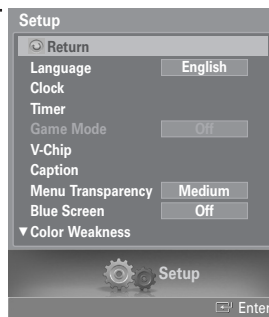 Setup
Return
Language English
Clock
Timer
Game Mode Off
V-Chip
Caption
Menu Transparency Medium
Blue Screen Off
▼Color Weakness
Setup
Enter